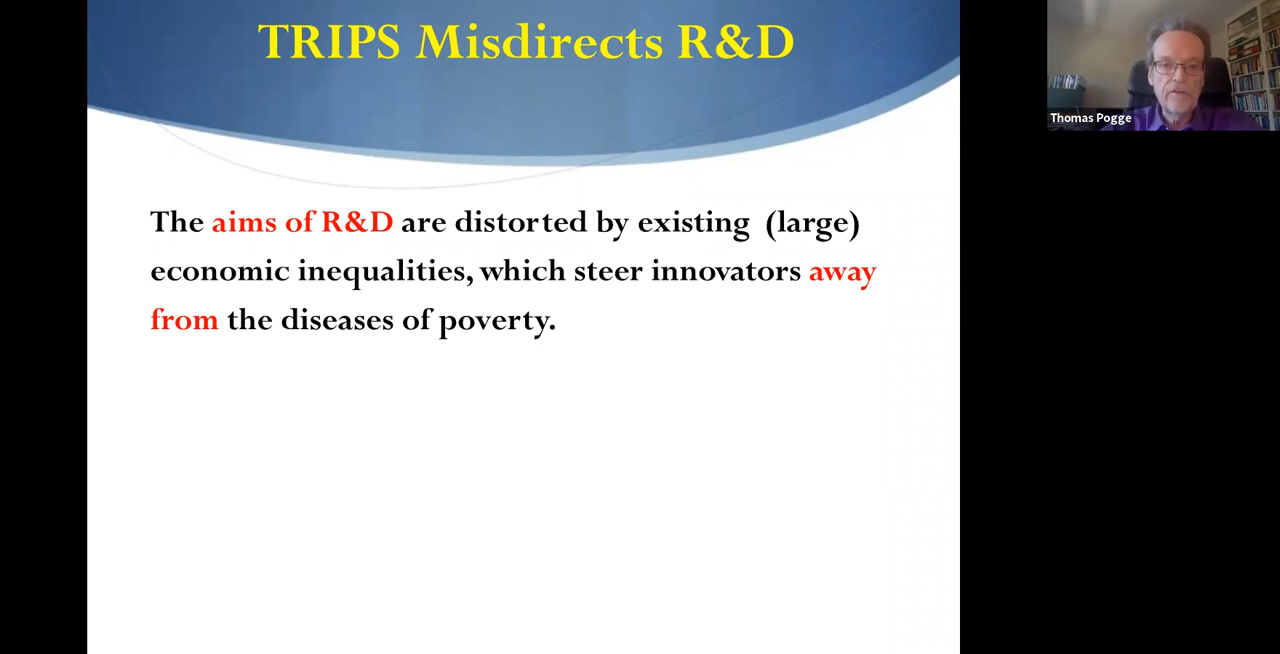 TRIPS Misdirects R&D
Thomas Pogge
The aims of R&D are distorted by existing (large)
economic inequalities, which steer innovators away
from the diseases of poverty.